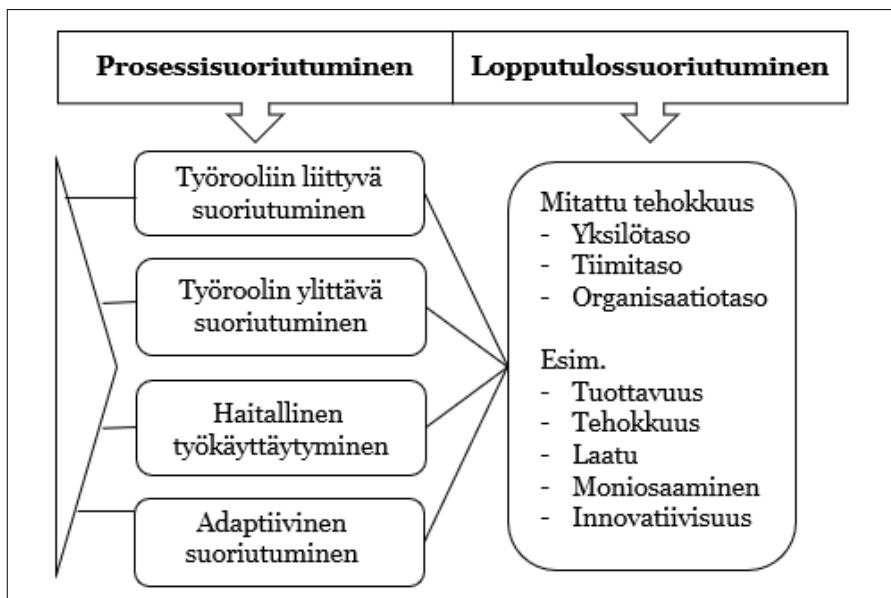 Prosessisuoriutuminen
Lopputulossuoriutuminen
Työrooliin liittyvä
suoriutuminen
Työroolin ylittävä
suoriutuminen
Haitallinen
työkäyttäytyminen
Adaptiivinen
suoriutuminen
Mitattu tehokkuus
- Yksilötaso
- Tiimitaso
- Organisaatiotaso
Esim.
- Tuottavuus
- Tehokkuus
- Laatu
- Moniosaaminen
- Innovatiivisuus